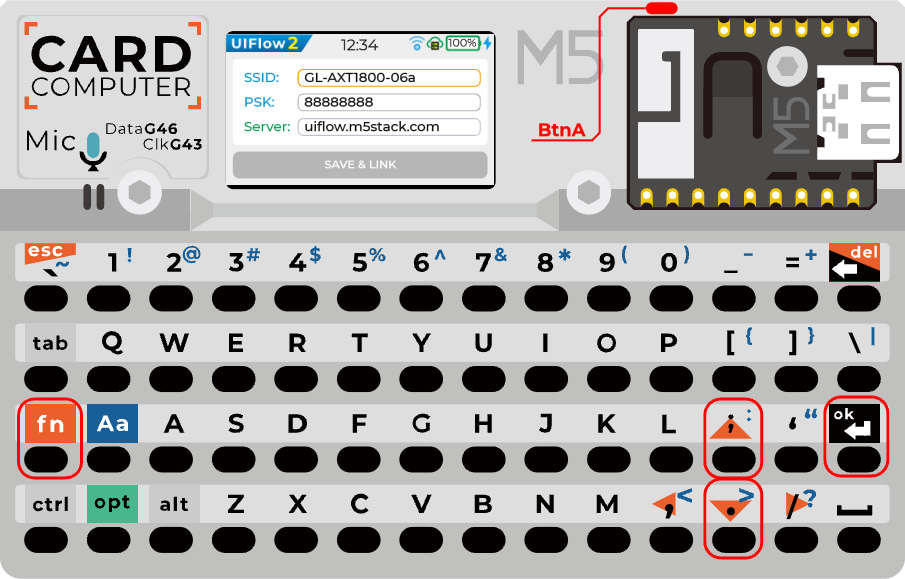 CARD
COMPUTER
Mic
DataG46
ClkG43
UIFlow2 12:34 100%
SSID: GL-AXT1800-06a
PSK: 88888888
Server: uiflow.m5stack.com
SAVE & LINK
M5
BtnA
M5
esc ` ~ 1 ! 2 @ 3 # 4 $ 5 % 6 ^ 7 & 8 * 9 ( 0 ) _ - = + del
tab Q W E R T Y U I O P [ { ] } \ |
fn Aa A S D F G H J K L ; : ‘ “ ok
ctrl opt alt Z X C V B N M , < . > / ?